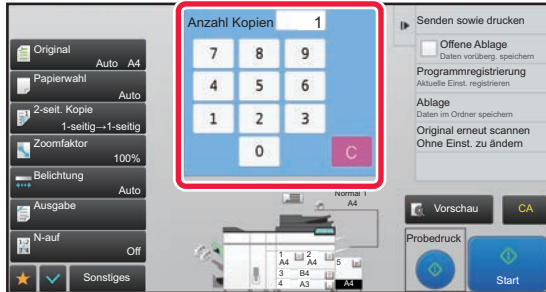 Original
Auto A4
Papierwahl
Auto
2-seit. Kopie
1-seitig→1-seitig
Zoomfaktor
100%
Belichtung
Auto
Ausgabe
N-auf
Off
Sonstiges
Anzahl Kopien 1
7 8 9
4 5 6
1 2 3
0 C
Normal 1
A4
1 A4
2 A4
3 B4
4 A3
5 A4
Senden sowie drucken
Offene Ablage
Daten vorüberg. speichern
Programmregistrierung
Aktuelle Einst. registrieren
Ablage
Daten im Ordner speichern
Original erneut scannen
Ohne Einst. zu ändern
Vorschau
CA
Probedruck
Start